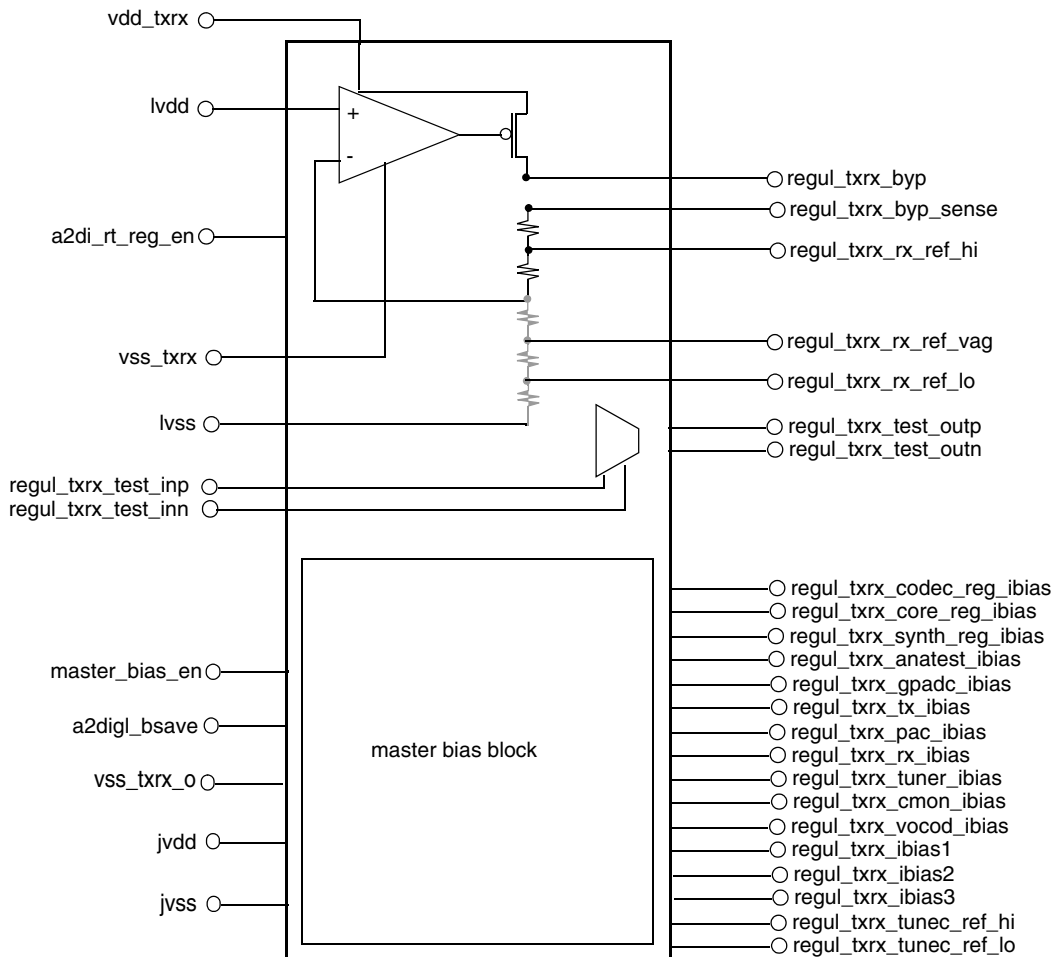 vdd_txrx
lvdd
+
-
a2di_rt_reg_en
vss_txrx
lvss
regul_txrx_test_inp
regul_txrx_test_inn
regul_txrx_byp
regul_txrx_byp_sense
regul_txrx_rx_ref_hi
regul_txrx_rx_ref_vag
regul_txrx_rx_ref_lo
regul_txrx_test_outp
regul_txrx_test_outn
master_bias_en
a2digl_bsave
vss_txrx_o
jvdd
jvss
master bias block
regul_txrx_codec_reg_ibias
regul_txrx_core_reg_ibias
regul_txrx_synth_reg_ibias
regul_txrx_anatest_ibias
regul_txrx_gpadc_ibias
regul_txrx_tx_ibias
regul_txrx_pac_ibias
regul_txrx_rx_ibias
regul_txrx_tuner_ibias
regul_txrx_cmon_ibias
regul_txrx_vocod_ibias
regul_txrx_ibias1
regul_txrx_ibias2
regul_txrx_ibias3
regul_txrx_tunec_ref_hi
regul_txrx_tunec_ref_lo